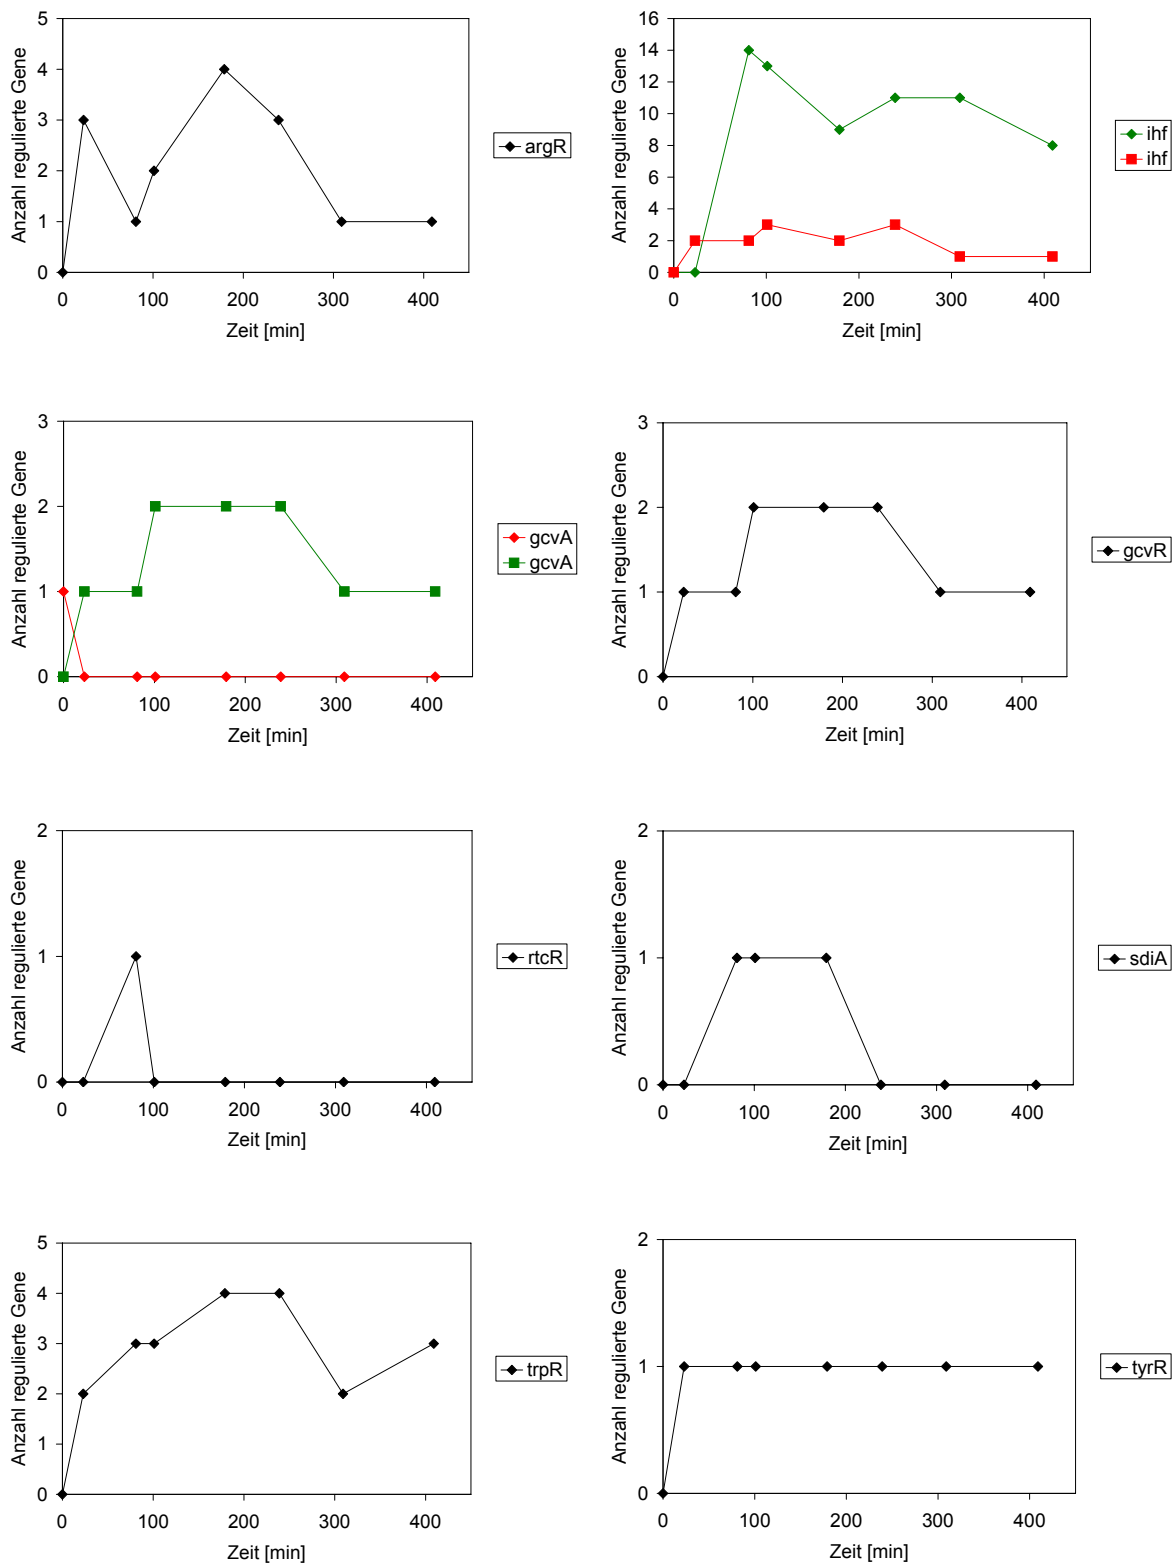 5
4
3
2
1
0
0 100 200 300 400
Anzahl regulierte Gene
Zeit [min]
argR
16
14
12
10
8
6
4
2
0
0 100 200 300 400
Anzahl regulierte Gene
Zeit [min]
ihf
ihf
3
2
1
0
0 100 200 300 400
Anzahl regulierte Gene
Zeit [min]
gcvA
gcvA
3
2
1
0
0 100 200 300 400
Anzahl regulierte Gene
Zeit [min]
gcvR
2
1
0
0 100 200 300 400
Anzahl regulierte Gene
Zeit [min]
rtcR
2
1
0
0 100 200 300 400
Anzahl regulierte Gene
Zeit [min]
sdiA
5
4
3
2
1
0
0 100 200 300 400
Anzahl regulierte Gene
Zeit [min]
trpR
2
1
0
0 100 200 300 400
Anzahl regulierte Gene
Zeit [min]
tyrR